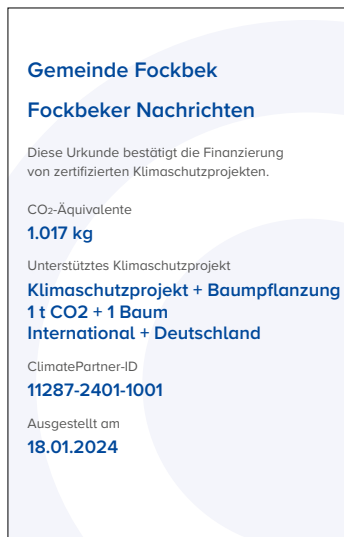 Gemeinde Fockbek
Fockbeker Nachrichten
Diese Urkunde bestätigt die Finanzierung
von zertifizierten Klimaschutzprojekten.
CO₂-Äquivalente
1.017 kg
Unterstütztes Klimaschutzprojekt
Klimaschutzprojekt + Baumpflanzung
1 t CO2 + 1 Baum
International + Deutschland
ClimatePartner-ID
11287-2401-1001
Ausgestellt am
18.01.2024